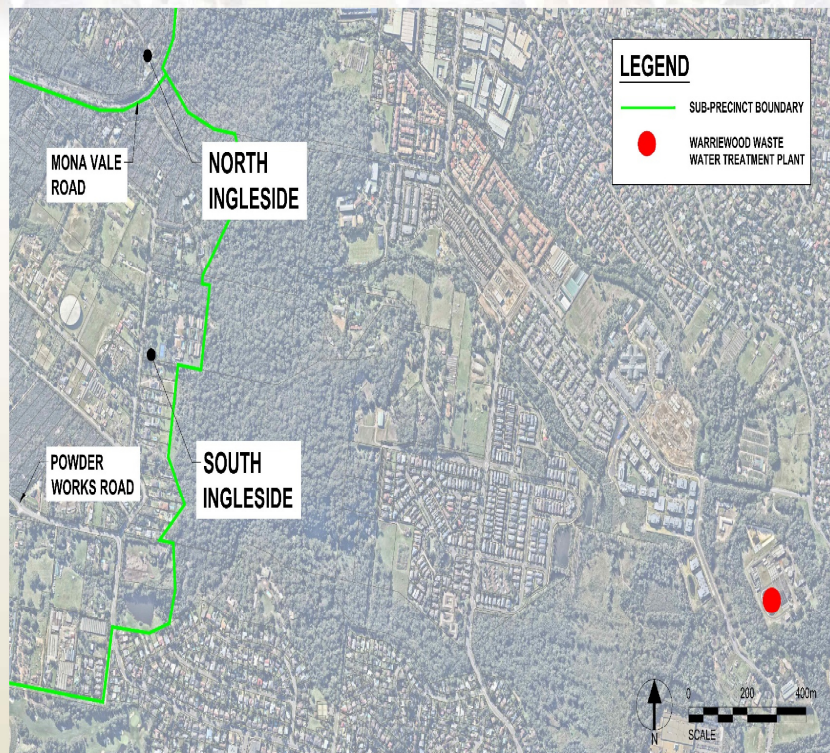 LEGEND
SUB-PRECINCT BOUNDARY
WARRIEWOOD WASTE
WATER TREATMENT PLANT
MONA VALE
ROAD
NORTH
INGLESIDE
SOUTH
INGLESIDE
POWDER
WORKS ROAD
0 200 400m
N
SCALE